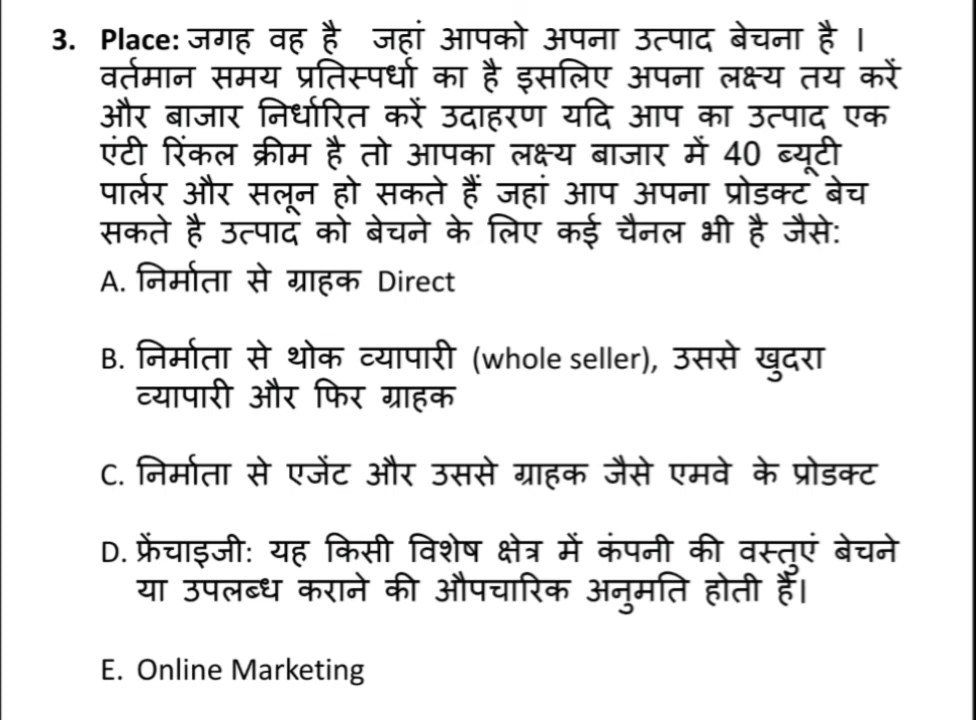 3. Place: जगह वह है जहां आपको अपना उत्पाद बेचना है ।
वर्तमान समय प्रतिस्पर्धा का है इसलिए अपना लक्ष्य तय करें
और बाजार निर्धारित करें उदाहरण यदि आप का उत्पाद एक
एंटी रिंकल क्रीम है तो आपका लक्ष्य बाजार में 40 ब्यूटी
पार्लर और सलून हो सकते हैं जहां आप अपना प्रोडक्ट बेच
सकते है उत्पाद को बेचने के लिए कई चैनल भी है जैसे:
A. निर्माता से ग्राहक Direct
B. निर्माता से थोक व्यापारी (whole seller), उससे खुदरा
व्यापारी और फिर ग्राहक
C. निर्माता से एजेंट और उससे ग्राहक जैसे एमवे के प्रोडक्ट
D. फ्रेंचाइजी: यह किसी विशेष क्षेत्र में कंपनी की वस्तुएं बेचने
या उपलब्ध कराने की औपचारिक अनुमति होती हैं।
E. Online Marketing